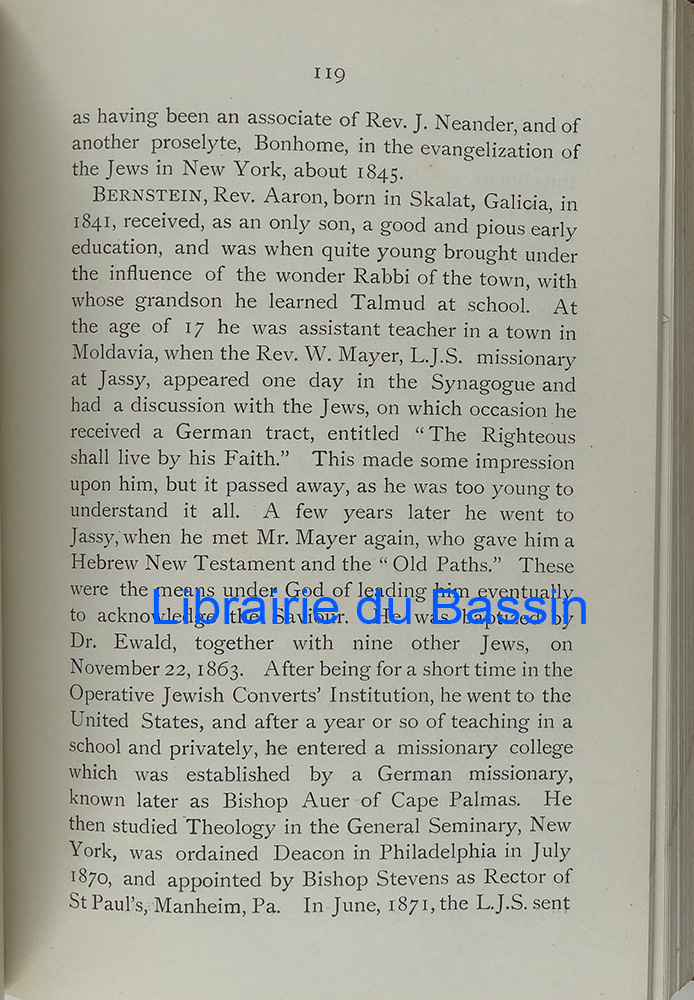 119
as having been an associate of Rev. J. Neander, and of
another proselyte, Bonhome, in the evangelization of
the Jews in New York, about 1845.
BERNSTEIN, Rev. Aaron, born in Skalat, Galicia, in
1841, received, as an only son, a good and pious early
education, and was when quite young brought under
the influence of the wonder Rabbi of the town, with
whose grandson he learned Talmud at school. At
the age of 17 he was assistant teacher in a town in
Moldavia, when the Rev. W. Mayer, L.J.S. missionary
at Jassy, appeared one day in the Synagogue and
had a discussion with the Jews, on which occasion he
received a German tract, entitled “The Righteous
shall live by his Faith.” This made some impression
upon him, but it passed away, as he was too young to
understand it all. A few years later he went to
Jassy, when he met Mr. Mayer again, who gave him a
Hebrew New Testament and the “Old Paths.” These
were the means under God of leading him eventually
to acknowledge the Saviour. He was baptized by
Librairie du Bassin
Dr. Ewald, together with nine other Jews, on
November 22, 1863. After being for a short time in the
Operative Jewish Converts’ Institution, he went to the
United States, and after a year or so of teaching in a
school and privately, he entered a missionary college
which was established by a German missionary,
known later as Bishop Auer of Cape Palmas. He
then studied Theology in the General Seminary, New
York, was ordained Deacon in Philadelphia in July
1870, and appointed by Bishop Stevens as Rector of
St Paul’s, Manheim, Pa. In June, 1871, the L.J.S. sent